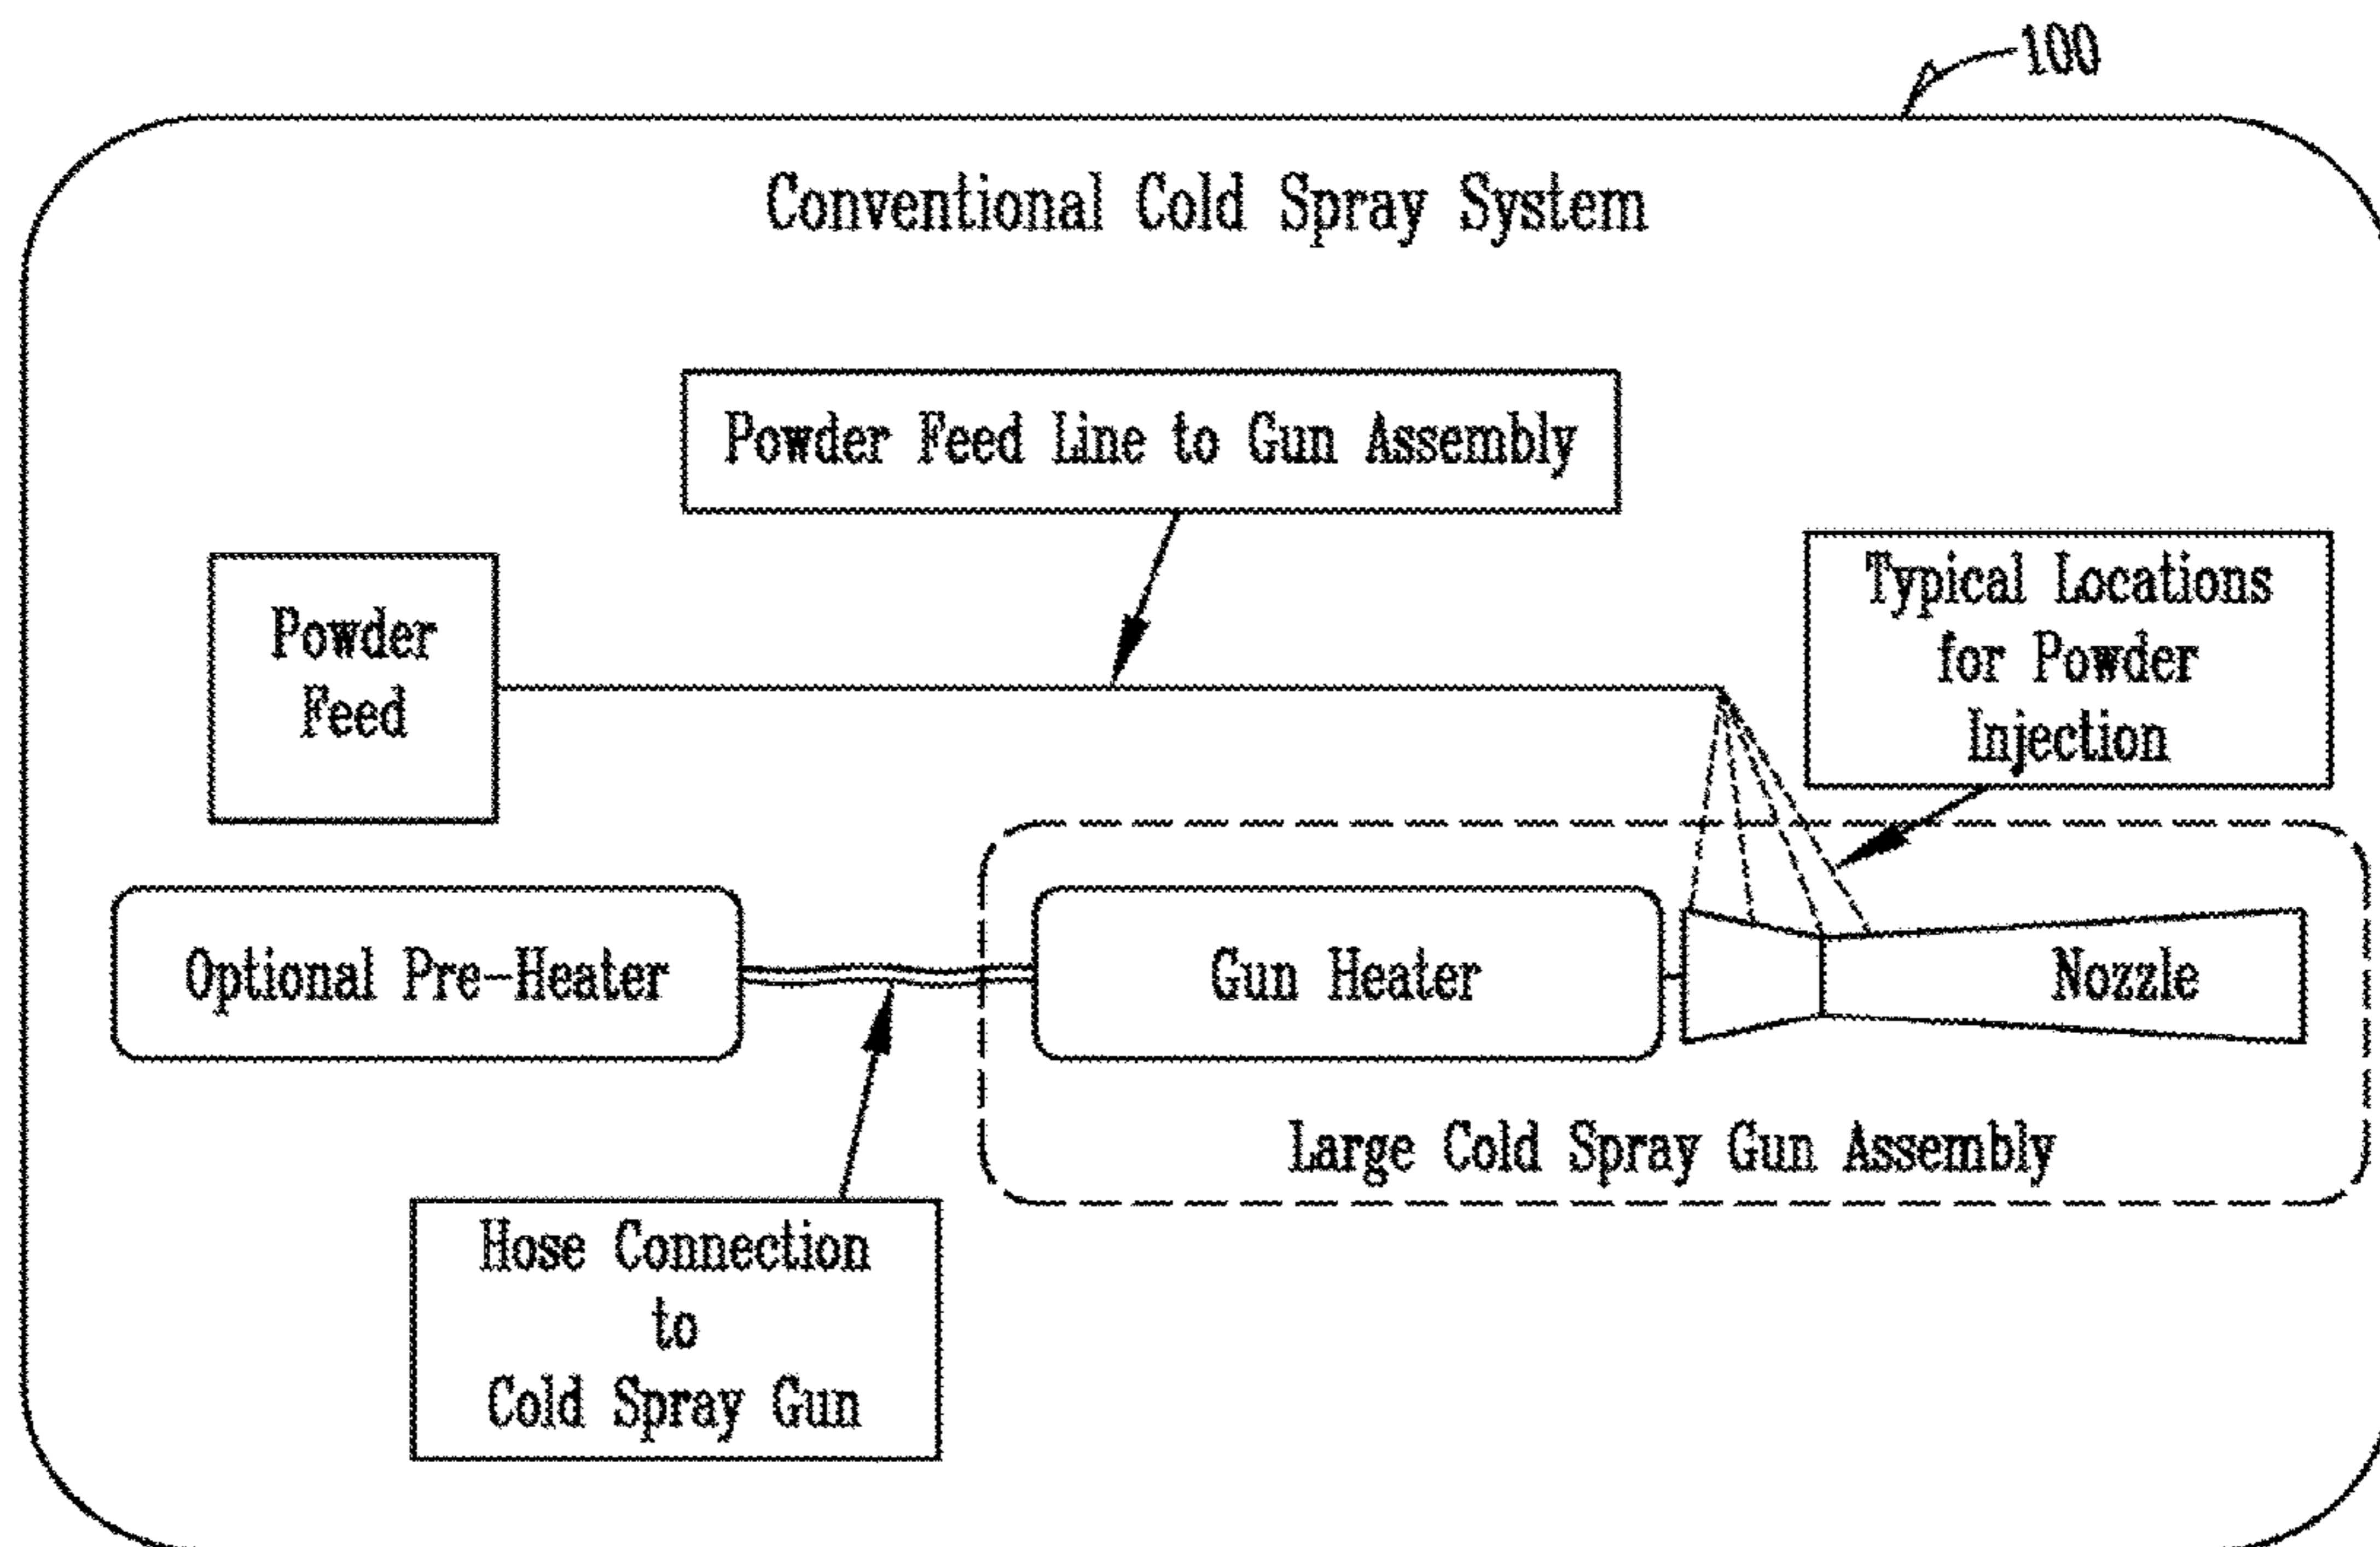 100
Conventional Cold Spray System
Powder Feed Line to Gun Assembly
Powder
Feed
Typical Locations
for Powder
Injection
Optional Pre-Heater
Gun Heater
Nozzle
Large Cold Spray Gun Assembly
Hose Connection
to
Cold Spray Gun